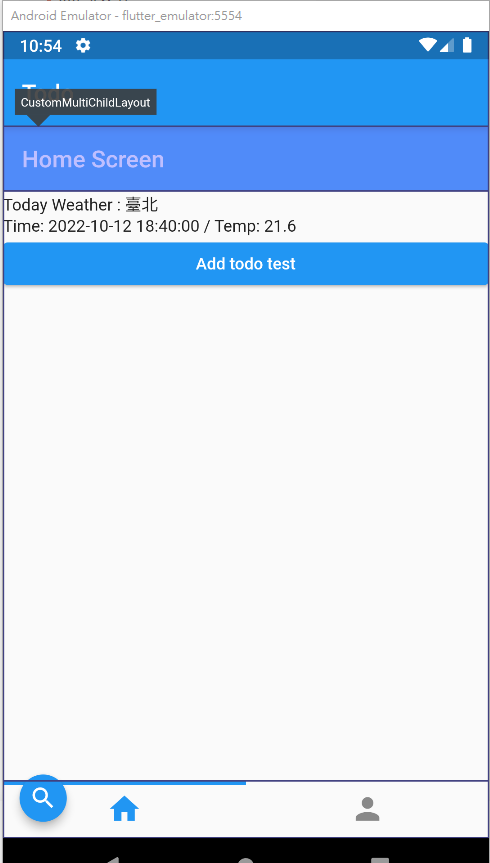 Android Emulator - flutter_emulator:5554
10:54
Todo
CustomMultiChildLayout
Home Screen
Today Weather : 臺北
Time: 2022-10-12 18:40:00 / Temp: 21.6
Add todo test